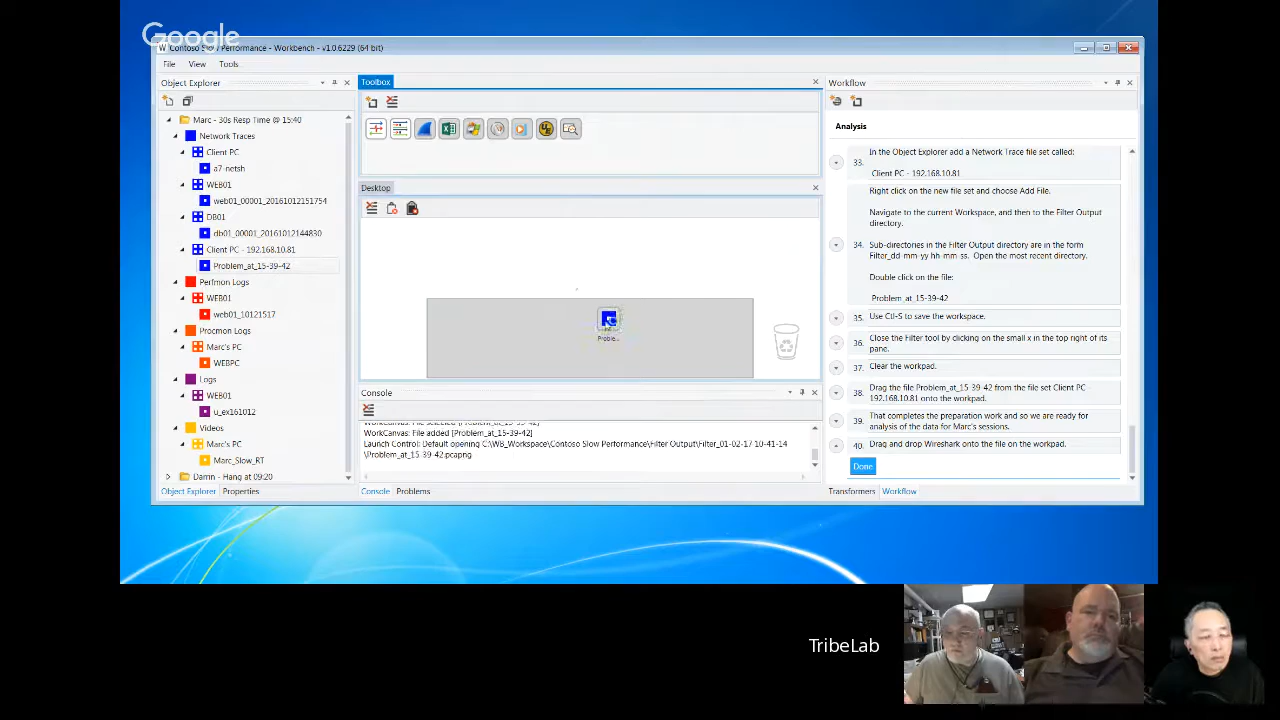 Google
Contoso Slow Performance - Workbench - v1.0.6229 (64 bit)
File View Tools
Object Explorer
Marc - 30s Resp Time @ 15:40
Network Traces
Client PC
a7-netsh
WEB01
web01_00001_20161012151754
DB01
db01_00001_20161012144830
Client PC - 192.168.10.81
Problem_at_15-39-42
Perfmon Logs
WEB01
web01_10121517
Procmon Logs
Marc's PC
WEBPC
Logs
WEB01
u_ex161012
Videos
Marc's PC
Marc_Slow_RT
Darrin - Hang at 09:20
Object Explorer Properties
Toolbox
Desktop
Proble...
Console
WorkCanvas: File selected [Problem_at_15-39-42]
WorkCanvas: File added [Problem_at_15-39-42]
Launch Control: Default opening C:\WB_Workspace\Contoso Slow Performance\Filter Output\Filter_01-02-17 10-41-14
\Problem_at_15-39-42.pcapng
Console Problems
Workflow
Analysis
33. In the Object Explorer add a Network Trace file set called:
Client PC - 192.168.10.81
Right click on the new file set and choose Add File.
Navigate to the current Workspace, and then to the Filter Output
directory.
34. Sub-directories in the Filter Output directory are in the form
Filter_dd-mm-yy hh-mm-ss. Open the most recent directory.
Double click on the file:
Problem_at_15-39-42
35. Use Ctl-S to save the workspace.
36. Close the Filter tool by clicking on the small x in the top right of its
pane.
37. Clear the workpad.
38. Drag the file Problem_at_15-39-42 from the file set Client PC
192.168.10.81 onto the workpad.
39. That completes the preparation work and so we are ready for
analysis of the data for Marc's sessions.
40. Drag and drop Wireshark onto the file on the workpad.
Done
Transformers Workflow
TribeLab